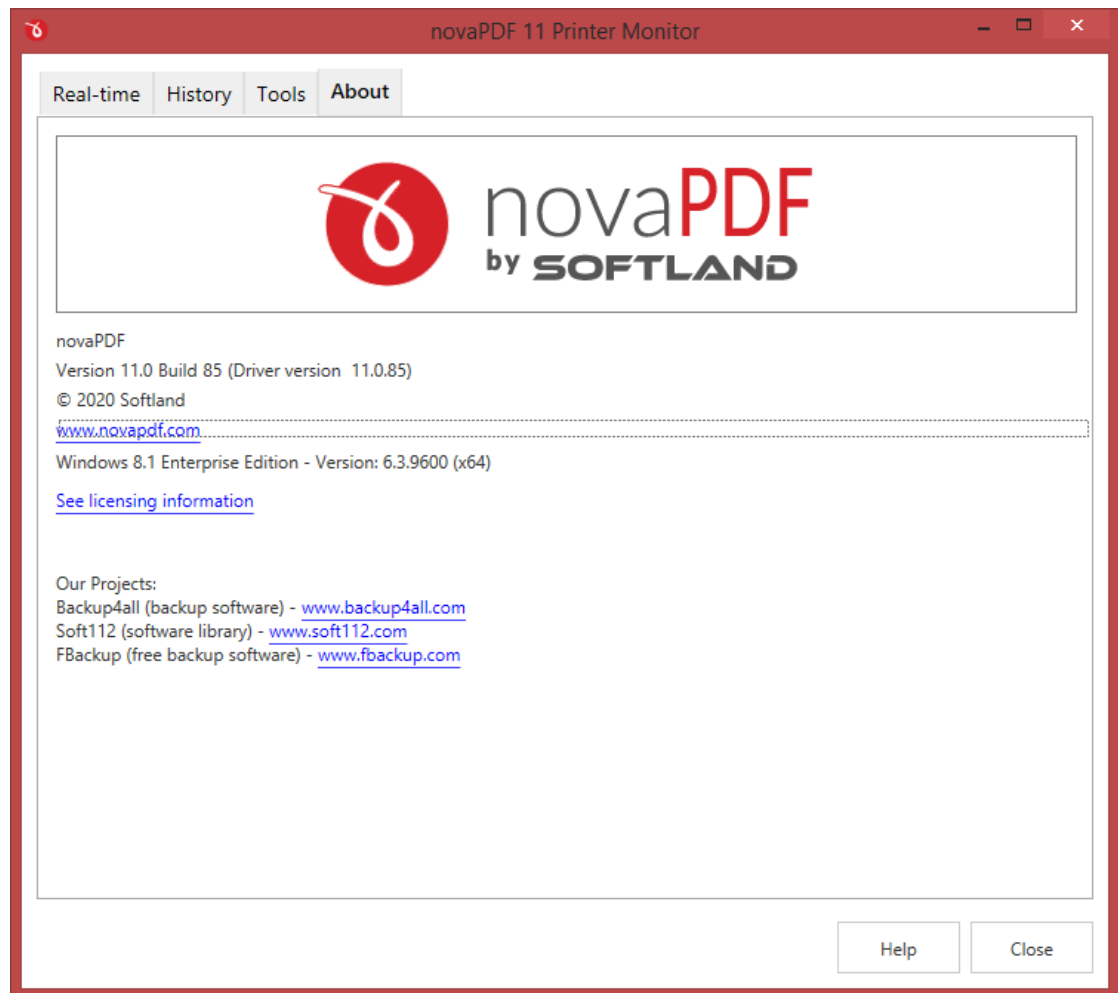 novaPDF 11 Printer Monitor
Real-time History Tools About
novaPDF
by SOFTLAND
novaPDF
Version 11.0 Build 85 (Driver version 11.0.85)
© 2020 Softland
www.novapdf.com
Windows 8.1 Enterprise Edition - Version: 6.3.9600 (x64)
See licensing information
Our Projects:
Backup4all (backup software) - www.backup4all.com
Soft112 (software library) - www.soft112.com
FBackup (free backup software) - www.fbackup.com
Help Close